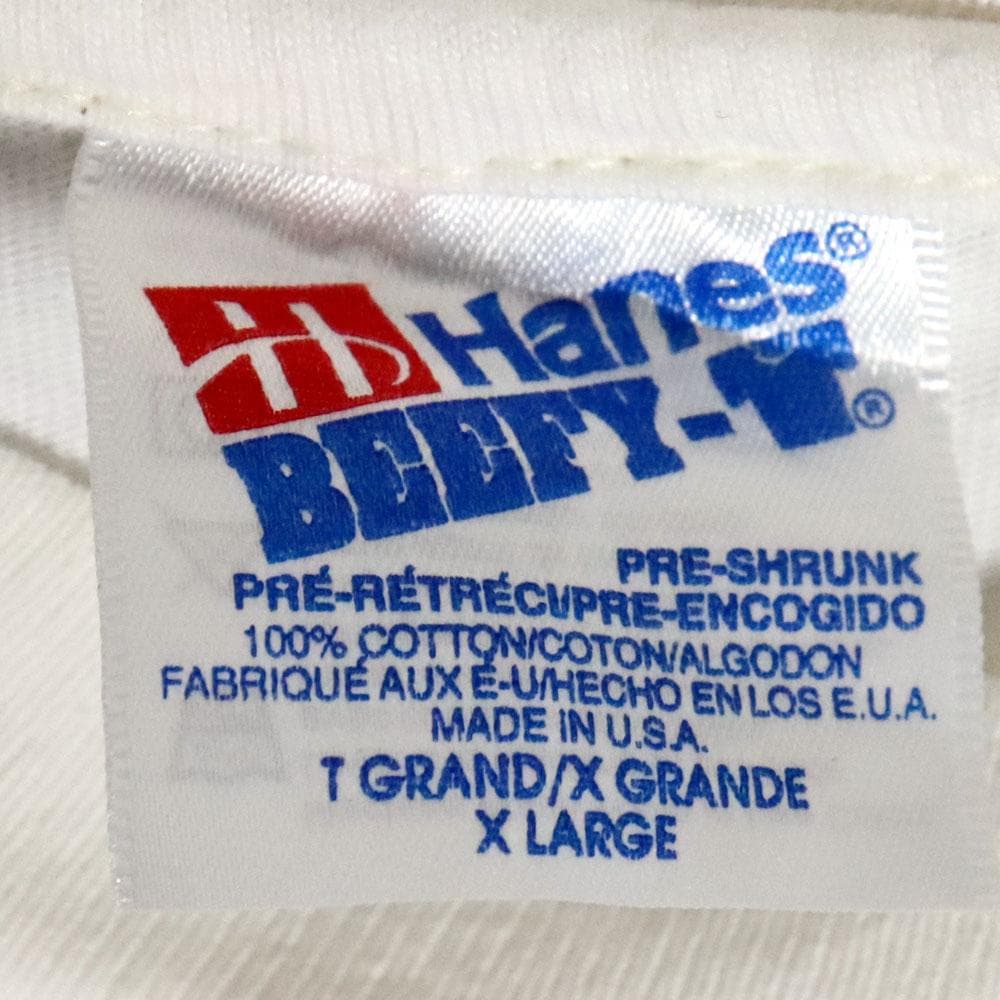 Hanes®
BEEFY-T®
PRE-SHRUNK
PRÉ-RÉTRÉCI/PRE-ENCOGIDO
100% COTTON/COTON/ALGODON
FABRIQUÉ AUX É-U/HECHO EN LOS E.U.A.
MADE IN U.S.A.
T GRAND/X GRANDE
X LARGE